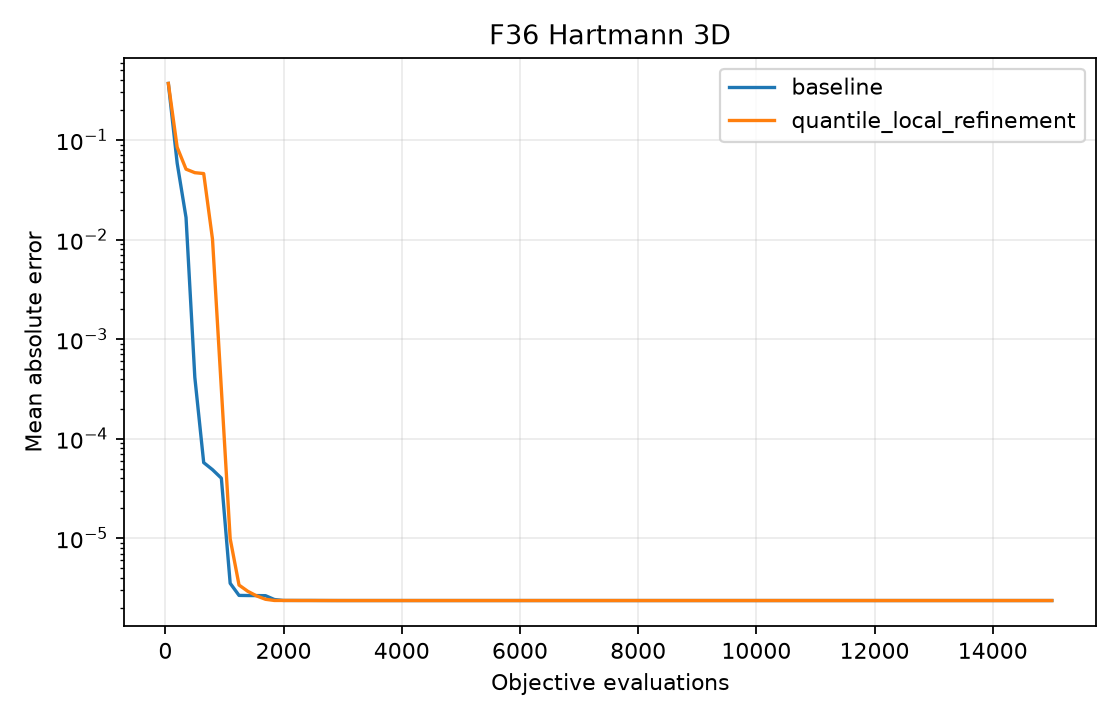 F36 Hartmann 3D
baseline
quantile_local_refinement
Mean absolute error
10⁻¹
10⁻²
10⁻³
10⁻⁴
10⁻⁵
0 2000 4000 6000 8000 10000 12000 14000
Objective evaluations